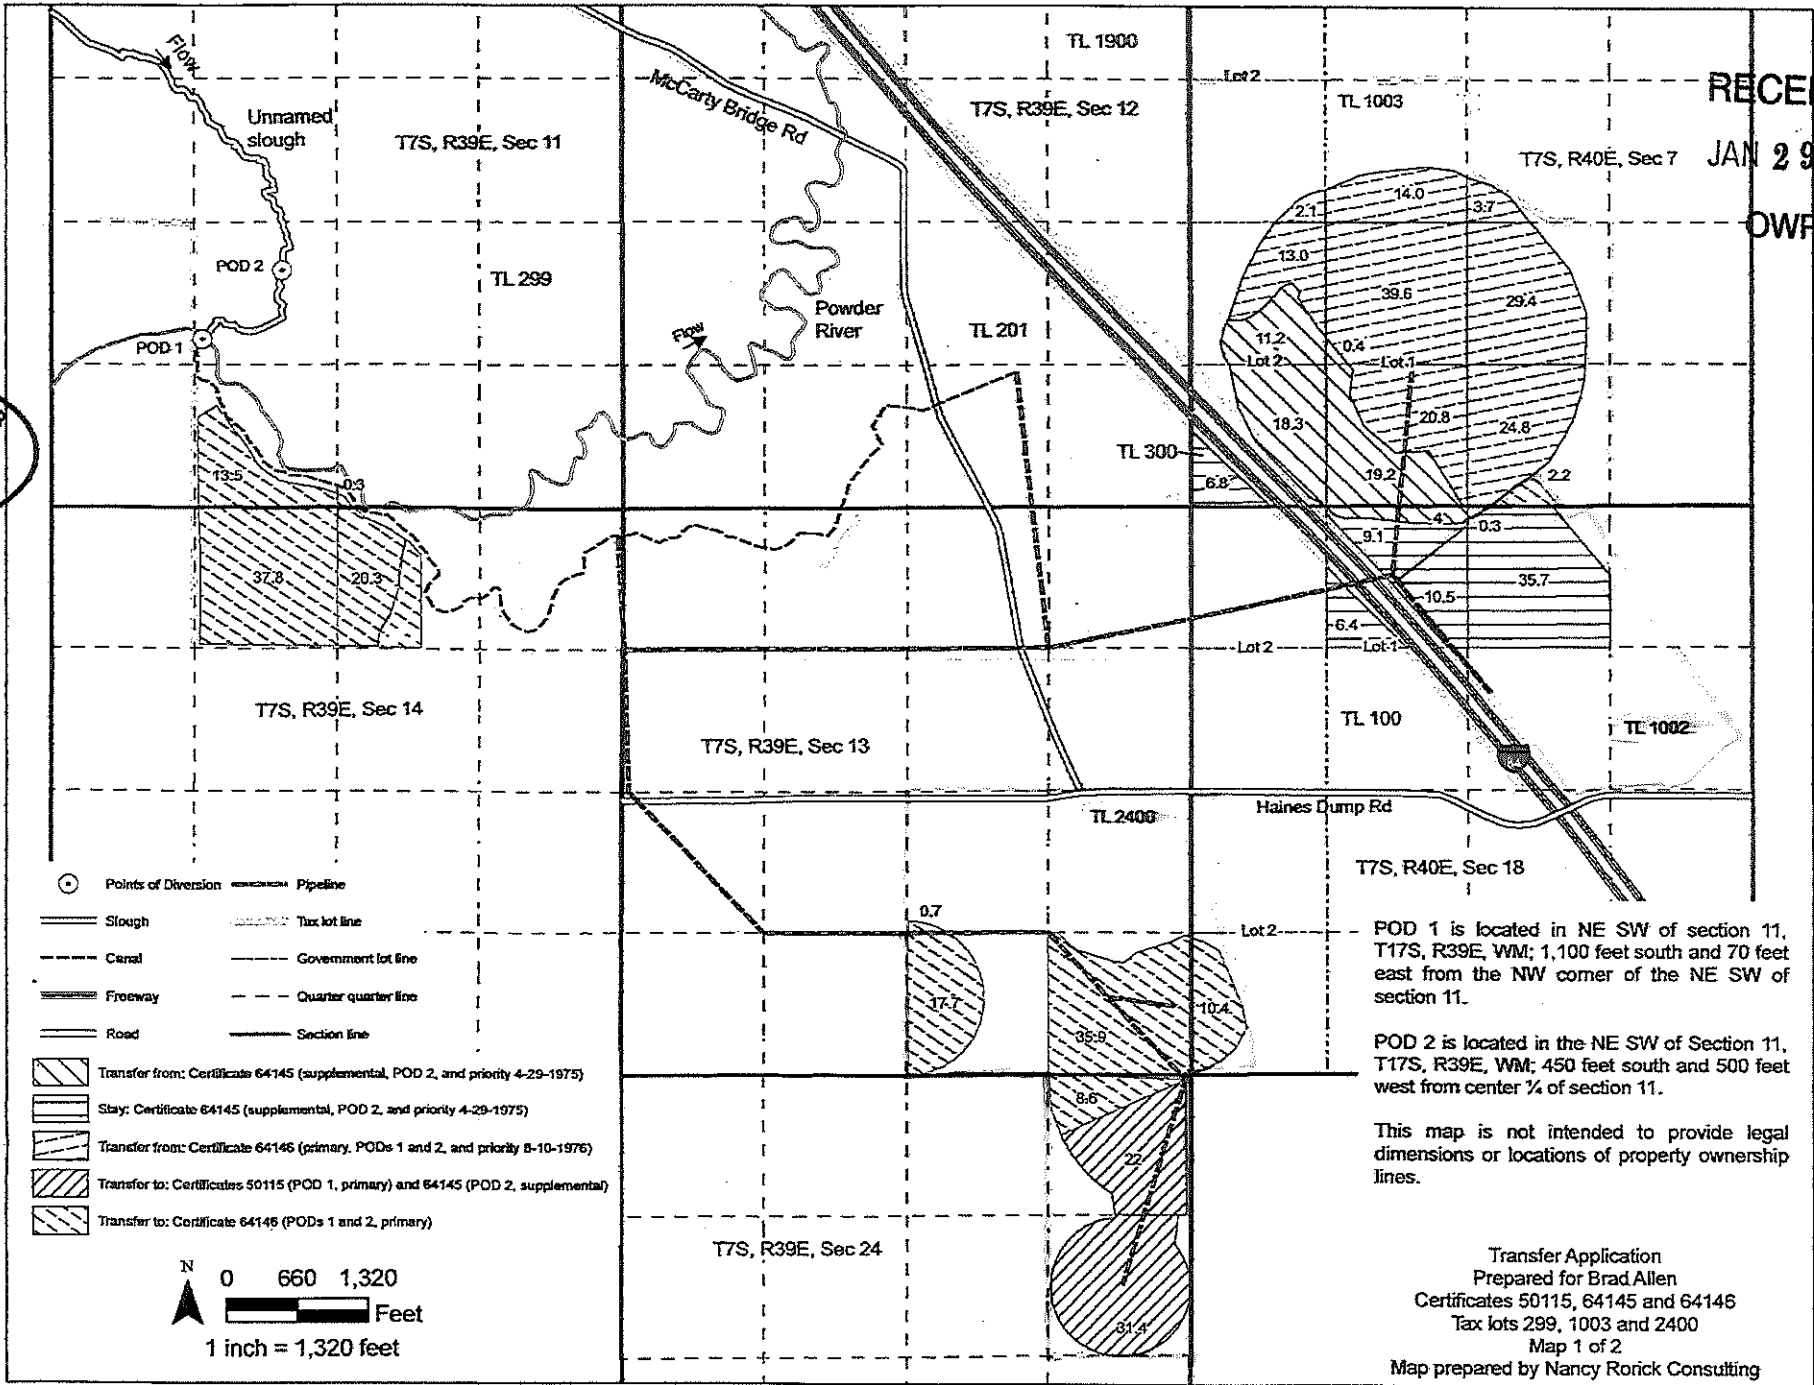 TL 1900
Lot 2
RECE
Flow
McCarty Bridge Rd
T7S, R39E, Sec 12
TL 1003
Unnamed
slough
T7S, R39E, Sec 11
T7S, R40E, Sec 7
JAN 29
14.0
2.1
3.7
OWR
13.0
POD 2
TL 299
39.6
29.4
Powder
River
Flow
TL 201
POD 1
11.2
0.4
Lot 2
Lot 1
18.3
20.8
24.8
TL 300
13.5
0.3
6.8
19.2
2.2
4
0.3
9.1
37.8
20.3
35.7
10.5
6.4
Lot 2
Lot 1
T7S, R39E, Sec 14
T7S, R39E, Sec 13
TL 100
TL 1002
TL 2400
Haines Dump Rd
T7S, R40E, Sec 18
Points of Diversion
Pipeline
Slough
Tax lot line
Canal
Government lot line
Freeway
Quarter quarter line
Road
Section line
Transfer from: Certificate 64145 (supplemental, POD 2, and priority 4-29-1975)
Stay: Certificate 64145 (supplemental, POD 2, and priority 4-29-1975)
Transfer from: Certificate 64146 (primary, PODs 1 and 2, and priority 8-10-1976)
Transfer to: Certificates 50115 (POD 1, primary) and 64145 (POD 2, supplemental)
Transfer to: Certificate 64146 (PODs 1 and 2, primary)
0.7
Lot 2
17.7
35.9
10.4
8.6
22
31.4
T7S, R39E, Sec 24
POD 1 is located in NE SW of section 11,
T17S, R39E, WM; 1,100 feet south and 70 feet
east from the NW corner of the NE SW of
section 11.
POD 2 is located in the NE SW of Section 11,
T17S, R39E, WM; 450 feet south and 500 feet
west from center ¼ of section 11.
This map is not intended to provide legal
dimensions or locations of property ownership
lines.
N
0 660 1,320
Feet
1 inch = 1,320 feet
Transfer Application
Prepared for Brad Allen
Certificates 50115, 64145 and 64146
Tax lots 299, 1003 and 2400
Map 1 of 2
Map prepared by Nancy Rorick Consulting